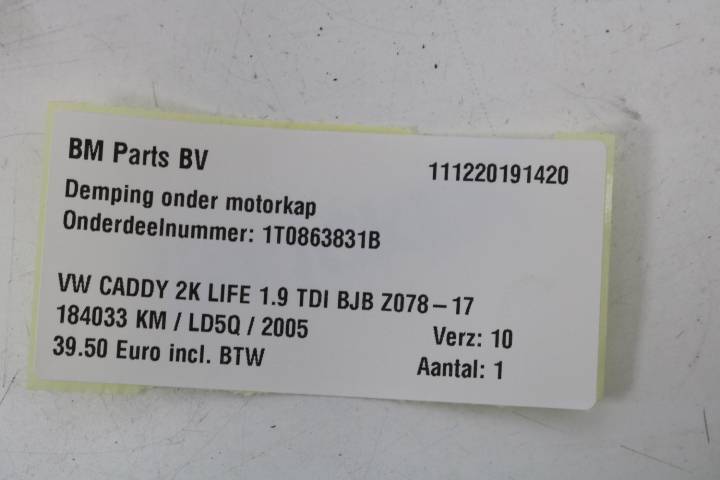 BM Parts BV
111220191420
Demping onder motorkap
Onderdeelnummer: 1T0863831B
VW CADDY 2K LIFE 1.9 TDI BJB Z078-17
184033 KM / LD5Q / 2005
Verz: 10
39.50 Euro incl. BTW
Aantal: 1